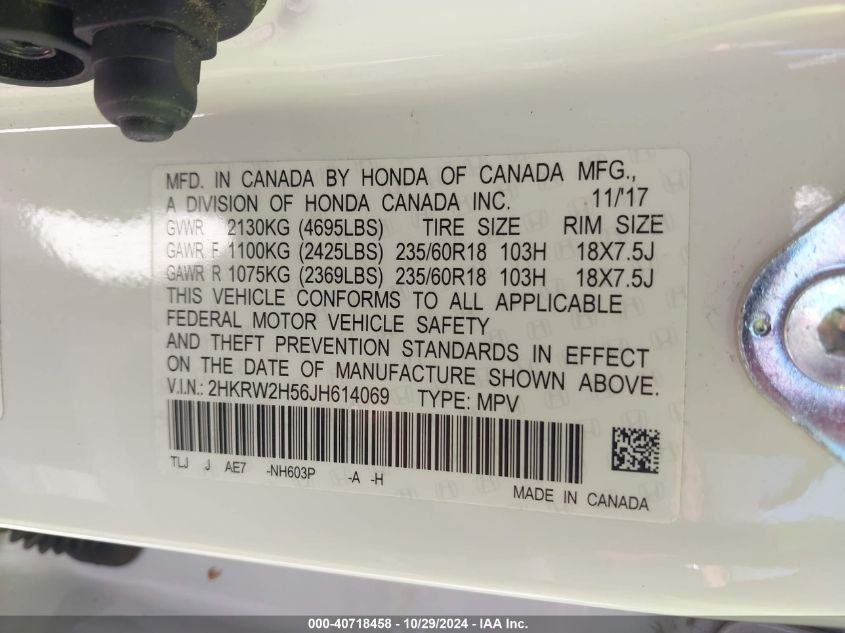 MFD. IN CANADA BY HONDA OF CANADA MFG.,
A DIVISION OF HONDA CANADA INC. 11/'17
GVWR 2130KG (4695LBS) TIRE SIZE RIM SIZE
GAWR F 1100KG (2425LBS) 235/60R18 103H 18X7.5J
GAWR R 1075KG (2369LBS) 235/60R18 103H 18X7.5J
THIS VEHICLE CONFORMS TO ALL APPLICABLE
FEDERAL MOTOR VEHICLE SAFETY
AND THEFT PREVENTION STANDARDS IN EFFECT
ON THE DATE OF MANUFACTURE SHOWN ABOVE.
V.I.N.: 2HKRW2H56JH614069 TYPE: MPV
TLJ J AE7 -NH603P -A -H
MADE IN CANADA
000-40718458 - 10/29/2024 - IAA Inc.